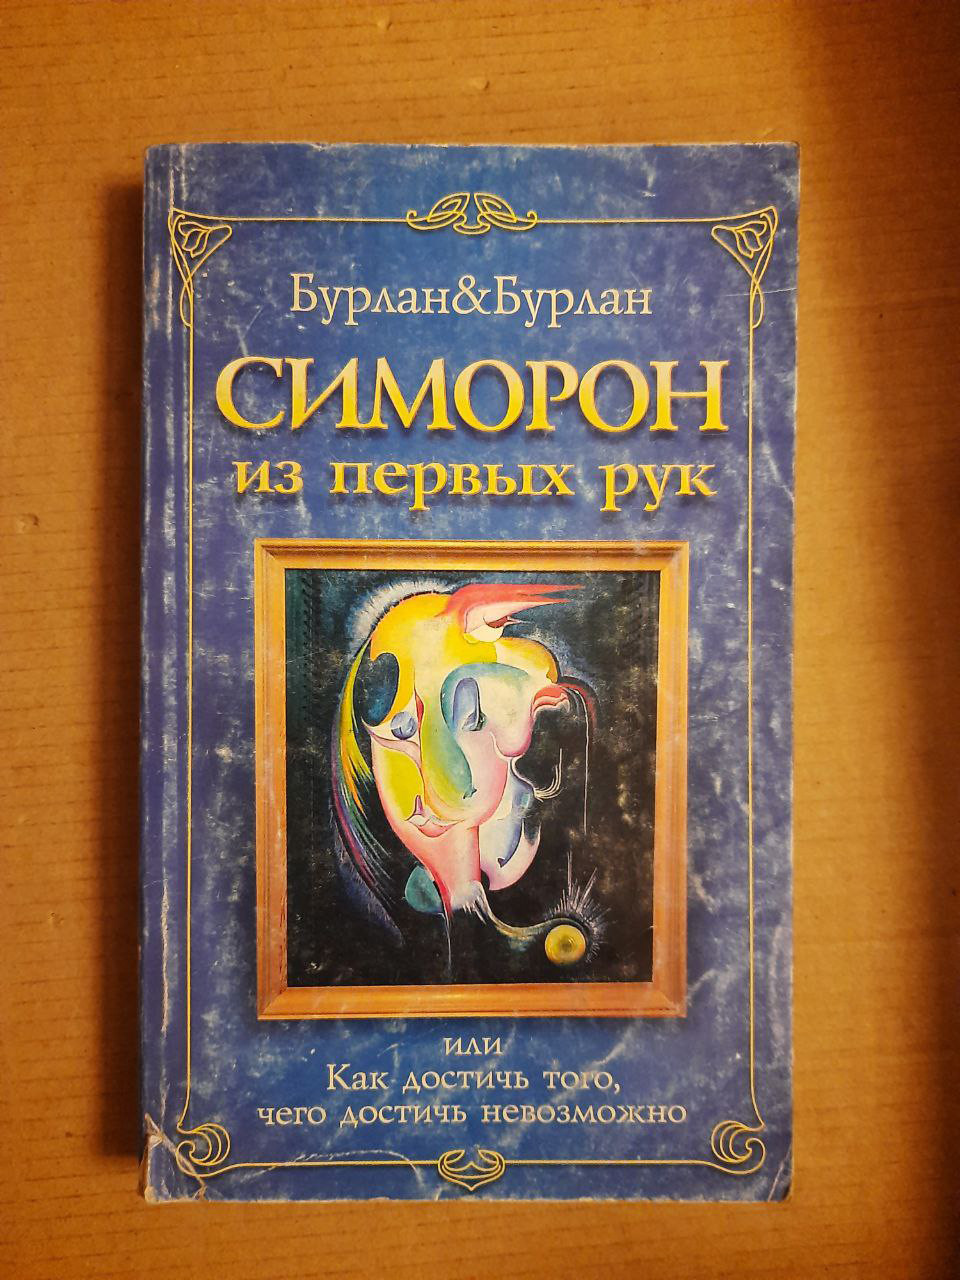 Бурлан&Бурлан
СИМОРОН
из первых рук
или
Как достичь того,
чего достичь невозможно